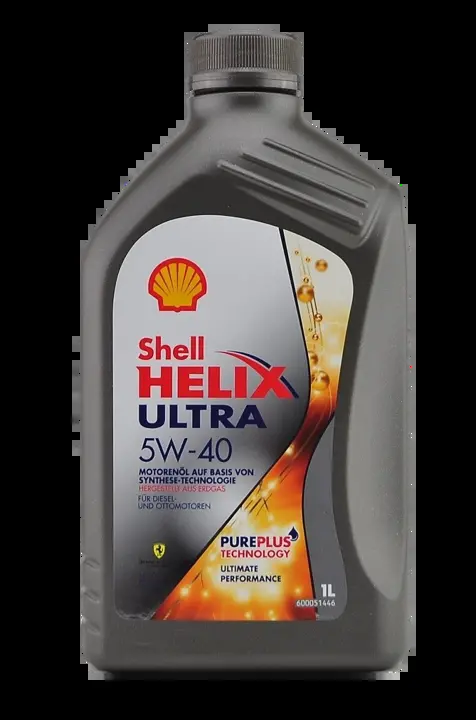 Shell
HELIX
ULTRA
5W-40
MOTORENÖL AUF BASIS VON
SYNTHESE-TECHNOLOGIE
HERGESTELLT AUS ERDGAS
FÜR DIESEL-
UND OTTOMOTOREN
PUREPLUS
TECHNOLOGY
ULTIMATE
PERFORMANCE
1L
600051446